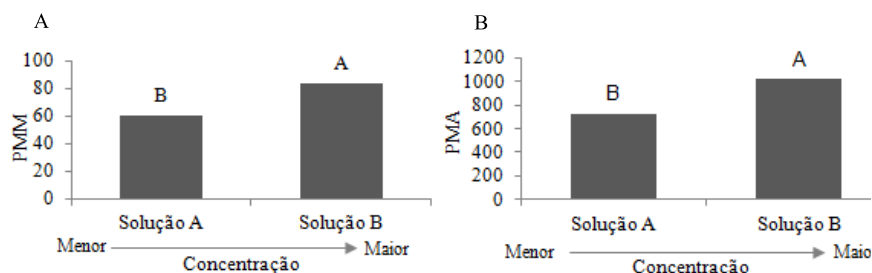 A
PMM
100
80
60
40
20
0
B
A
Solução A
Solução B
Menor
Maior
Concentração
B
PMA
1200
1000
800
600
400
200
0
B
A
Solução A
Solução B
Menor
Maio
Concentração